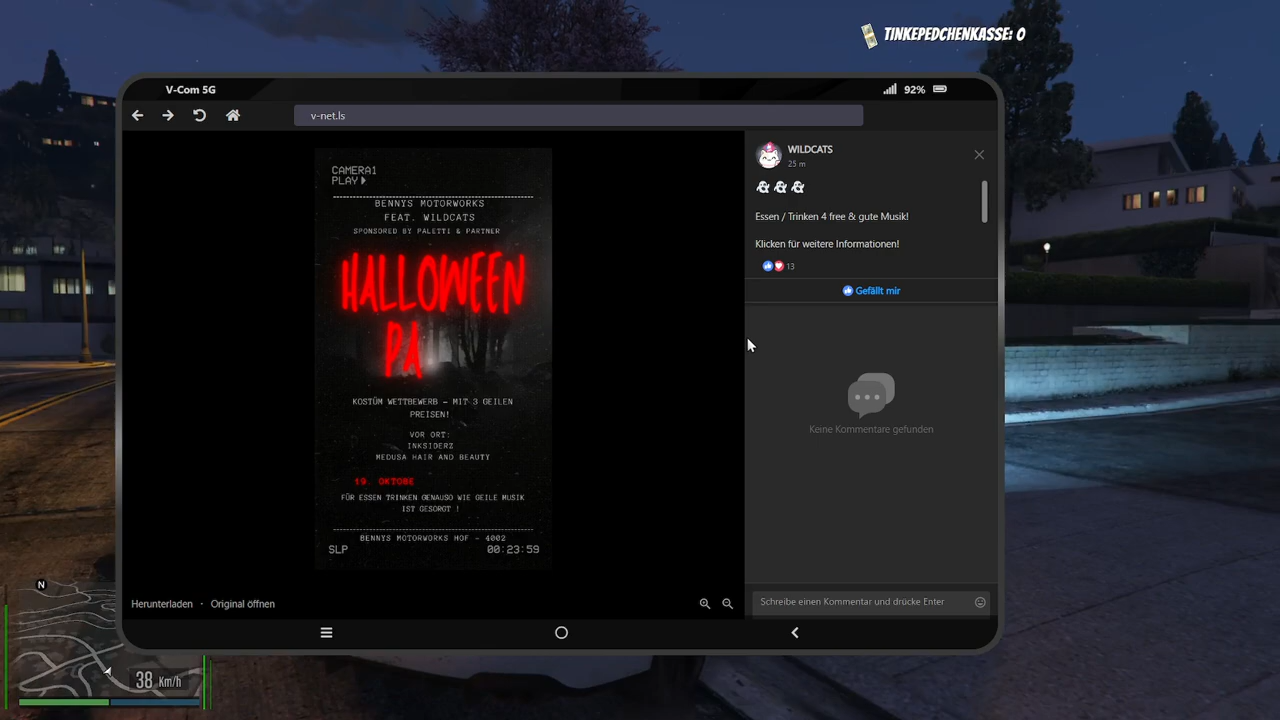 TINKEPEDCHENKASSE: 0
V-Com 5G
92%
v-net.ls
CAMERA1
PLAY
BENNYS MOTORWORKS
FEAT. WILDCATS
SPONSORED BY PALETTI & PARTNER
HALLOWEEN
PA
KOSTÜM WETTBEWERB - MIT 3 GEILEN
PREISEN!
VOR ORT:
INKSIDERZ
MEDUSA HAIR AND BEAUTY
19. OKTOBE
FÜR ESSEN TRINKEN GENAUSO WIE GEILE MUSIK
IST GESORGT !
BENNYS MOTORWORKS HOF - 4002
SLP
00:23:59
WILDCATS
25 m
Essen / Trinken 4 free & gute Musik!
Klicken für weitere Informationen!
13
Gefällt mir
Keine Kommentare gefunden
Herunterladen - Original öffnen
Schreibe einen Kommentar und drücke Enter
N
38 Km/h